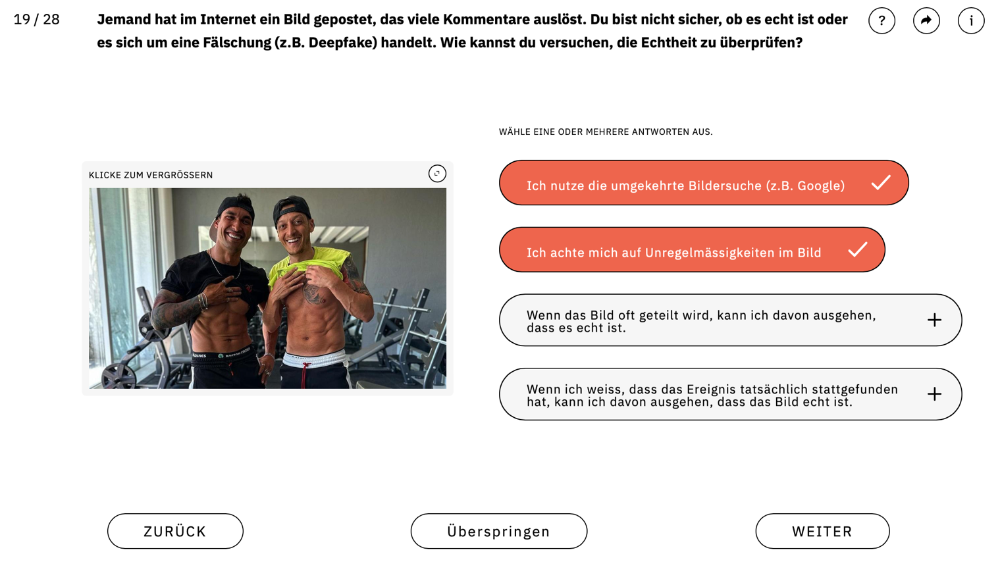 19 / 28
Jemand hat im Internet ein Bild gepostet, das viele Kommentare auslöst. Du bist nicht sicher, ob es echt ist oder
es sich um eine Fälschung (z.B. Deepfake) handelt. Wie kannst du versuchen, die Echtheit zu überprüfen?
?
i
WÄHLE EINE ODER MEHRERE ANTWORTEN AUS.
KLICKE ZUM VERGRÖSSERN
Ich nutze die umgekehrte Bildersuche (z.B. Google)
Ich achte mich auf Unregelmässigkeiten im Bild
Wenn das Bild oft geteilt wird, kann ich davon ausgehen,
dass es echt ist.
Wenn ich weiss, dass das Ereignis tatsächlich stattgefunden
hat, kann ich davon ausgehen, dass das Bild echt ist.
ZURÜCK
Überspringen
WEITER